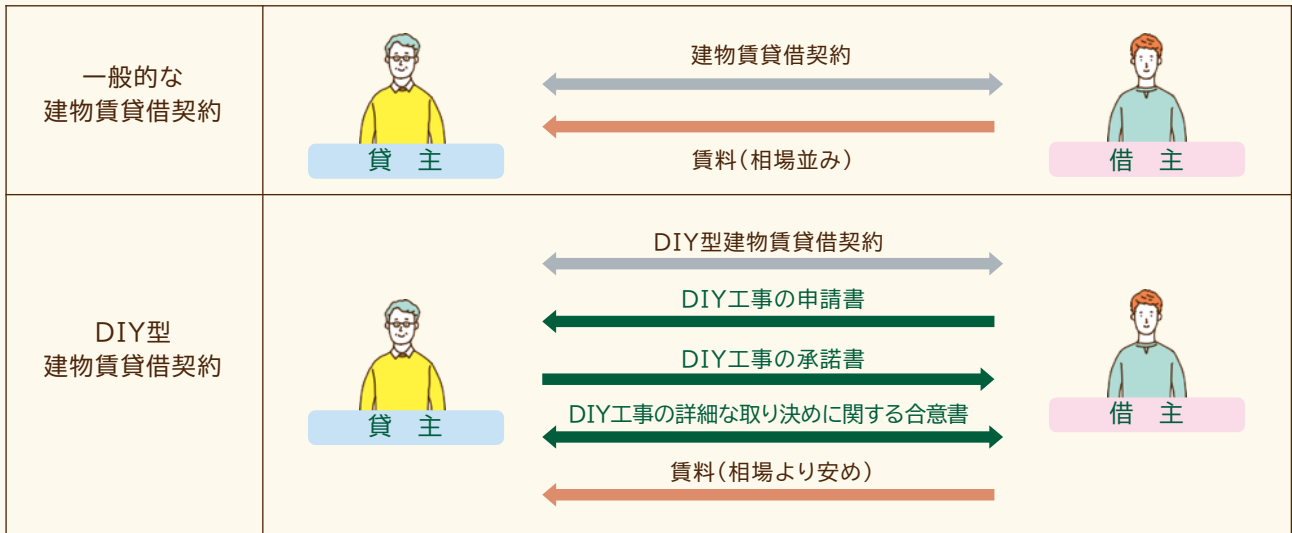 一般的な
建物賃貸借契約
建物賃貸借契約
賃料(相場並み)
貸 主
借 主
DIY型
建物賃貸借契約
DIY型建物賃貸借契約
DIY工事の申請書
DIY工事の承諾書
DIY工事の詳細な取り決めに関する合意書
賃料(相場より安め)
貸 主
借 主